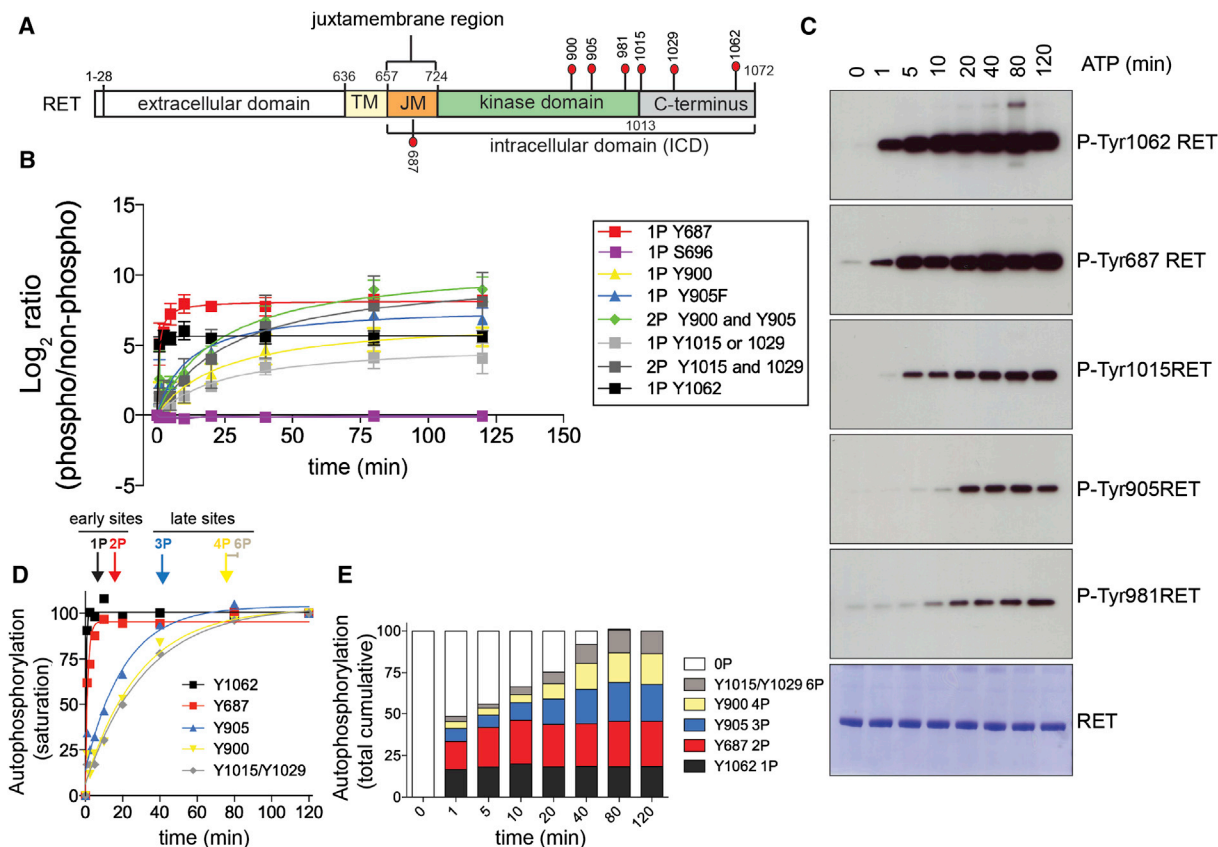 A
juxtamembrane region
1-28
636
657
724
900
905
981
1015
1029
1062
1072
RET
extracellular domain
TM
JM
kinase domain
C-terminus
687
1013
intracellular domain (ICD)
B
Log2 ratio
(phospho/non-phospho)
15
10
5
0
-5
0
25
50
75
100
125
150
time (min)
1P Y687
1P S696
1P Y900
1P Y905F
2P Y900 and Y905
1P Y1015 or 1029
2P Y1015 and 1029
1P Y1062
C
0 1 5 10 20 40 80 120
ATP (min)
P-Tyr1062 RET
P-Tyr687 RET
P-Tyr1015RET
P-Tyr905RET
P-Tyr981RET
RET
early sites
late sites
1P 2P 3P 4P 6P
D
Autophosphorylation
(saturation)
100
75
50
25
0
0 20 40 60 80 100 120
time (min)
Y1062
Y687
Y905
Y900
Y1015/Y1029
E
Autophosphorylation
(total cumulative)
100
75
50
25
0
0 1 5 10 20 40 80 120
time (min)
0P
Y1015/Y1029 6P
Y900 4P
Y905 3P
Y687 2P
Y1062 1P